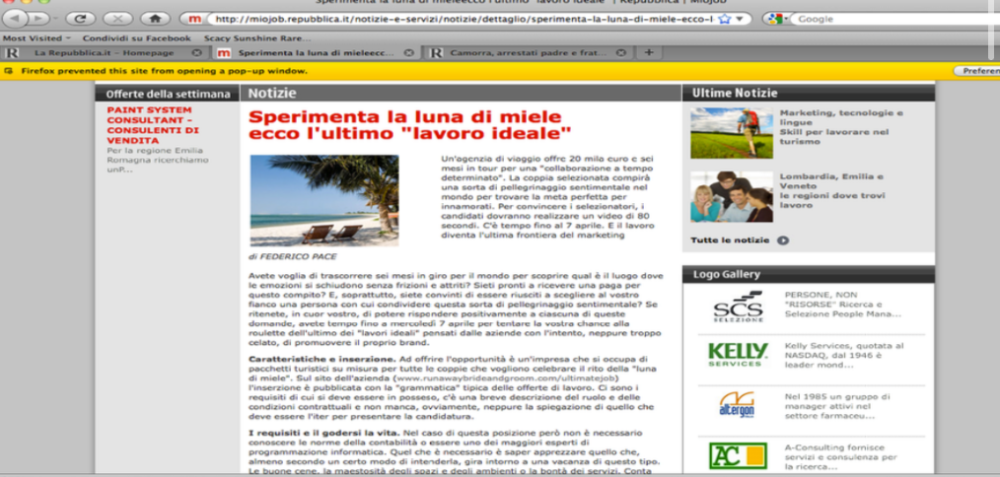 Sperimenta la luna di mieleecco l'ultimo "lavoro ideale" | Repubblica | Miojob
http://miojob.repubblica.it/notizie-e-servizi/notizie/dettaglio/sperimenta-la-luna-di-miele-ecco-l-
Google
Most Visited
Condividi su Facebook
Scacy Sunshine Rare...
La Repubblica.it - Homepage
Sperimenta la luna di mieleecc...
Camorra, arrestati padre e frat...
Firefox prevented this site from opening a pop-up window.
Preferen
Offerte della settimana
PAINT SYSTEM
CONSULTANT -
CONSULENTI DI
VENDITA
Per la regione Emilia
Romagna ricerchiamo
unP...
Notizie
Sperimenta la luna di miele
ecco l'ultimo "lavoro ideale"
Un'agenzia di viaggio offre 20 mila euro e sei
mesi in tour per una "collaborazione a tempo
determinato". La coppia selezionata compirà
una sorta di pellegrinaggio sentimentale nel
mondo per trovare la meta perfetta per
innamorati. Per convincere i selezionatori, i
candidati dovranno realizzare un video di 80
secondi. C'è tempo fino al 7 aprile. E il lavoro
diventa l'ultima frontiera del marketing
di FEDERICO PACE
Avete voglia di trascorrere sei mesi in giro per il mondo per scoprire qual è il luogo dove
le emozioni si schiudono senza frizioni e attriti? Sieti pronti a ricevere una paga per
questo compito? E, soprattutto, siete convinti di essere riusciti a scegliere al vostro
fianco una persona con cui condividere questa sorta di pellegrinaggio sentimentale? Se
ritenete, in cuor vostro, di potere rispendere positivamente a ciascuna di queste
domande, avete tempo fino a mercoledì 7 aprile per tentare la vostra chance alla
roulette dell'ultimo dei "lavori ideali" pensati dalle aziende con l'intento, neppure troppo
celato, di promuovere il proprio brand.
Caratteristiche e inserzione. Ad offrire l'opportunità è un'impresa che si occupa di
pacchetti turistici su misura per tutte le coppie che vogliono celebrare il rito della "luna
di miele". Sul sito dell'azienda (www.runawaybrideandgroom.com/ultimatejob)
l'inserzione è pubblicata con la "grammatica" tipica delle offerte di lavoro. Ci sono i
requisiti di cui si deve essere in possesso, c'è una breve descrizione del ruolo e delle
condizioni contrattuali e non manca, ovviamente, neppure la spiegazione di quello che
deve essere l'iter per presentare la candidatura.
I requisiti e il godersi la vita. Nel caso di questa posizione però non è necessario
conoscere le norme della contabilità o essere uno dei maggiori esperti di
programmazione informatica. Quel che è necessario è saper apprezzare quello che,
almeno secondo un certo modo di intenderla, gira intorno a una vacanza di questo tipo.
Le buone cene, la maestosità degli spazi e degli ambienti o la bontà dei servizi. Conta
Ultime Notizie
Marketing, tecnologie e
lingue
Skill per lavorare nel
turismo
Lombardia, Emilia e
Veneto
le regioni dove trovi
lavoro
Tutte le notizie
Logo Gallery
SCS
SELEZIONE
PERSONE, NON
"RISORSE" Ricerca e
Selezione People Mana...
KELLY
SERVICES
Kelly Services, quotata al
NASDAQ, dal 1946 è
leader mond...
altergon
Nel 1985 un gruppo di
manager attivi nel
settore farmaceu...
AC
A-Consulting fornisce
servizi e consulenza per
la ricerca...